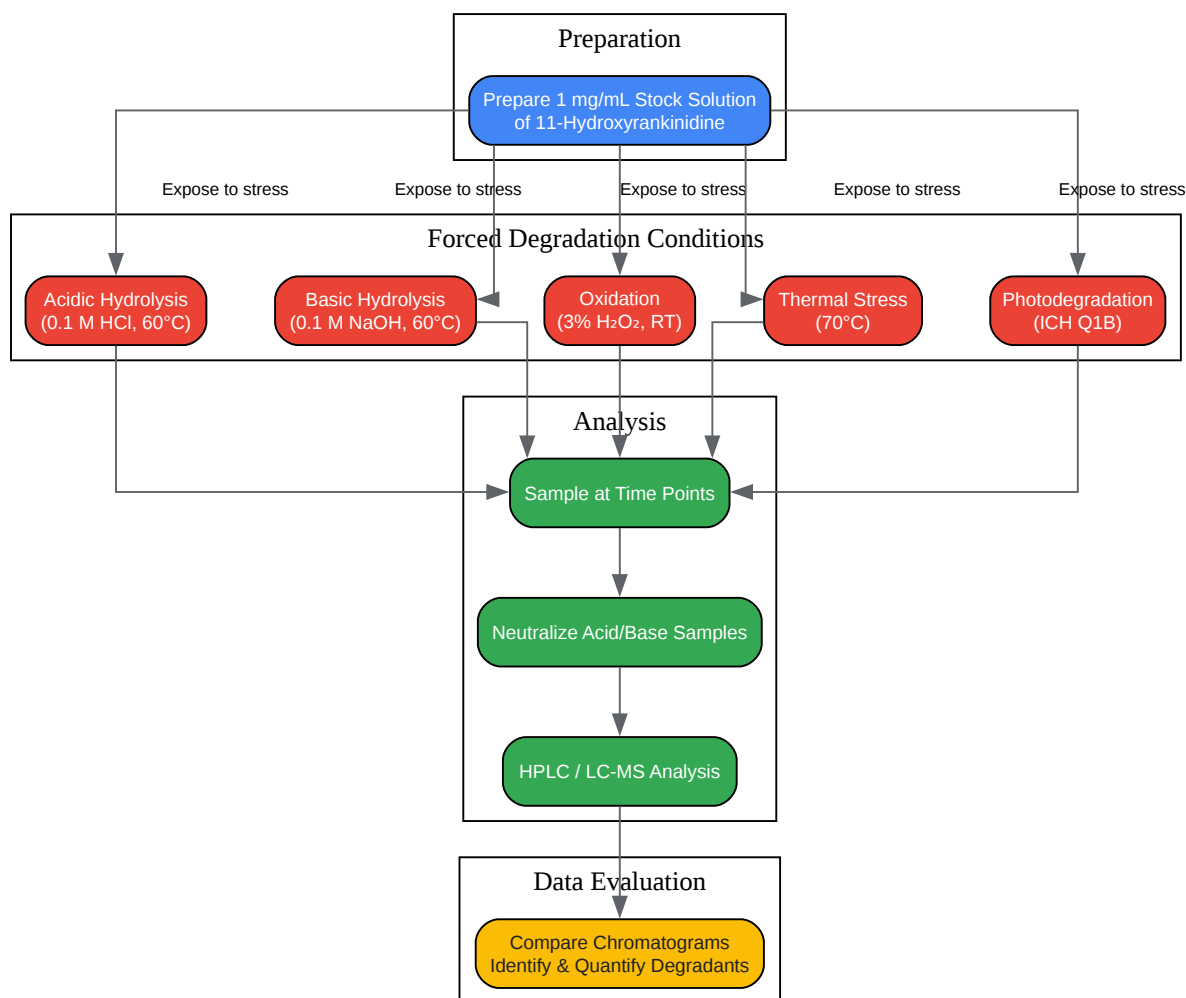 Preparation
Prepare 1 mg/mL Stock Solution
of 11-Hydroxyrankinidine
Expose to stress
Expose to stress
Expose to stress
Expose to stress
Expose to stress
Forced Degradation Conditions
Acidic Hydrolysis
(0.1 M HCl, 60°C)
Basic Hydrolysis
(0.1 M NaOH, 60°C)
Oxidation
(3% H₂O₂, RT)
Thermal Stress
(70°C)
Photodegradation
(ICH Q1B)
Analysis
Sample at Time Points
Neutralize Acid/Base Samples
HPLC / LC-MS Analysis
Data Evaluation
Compare Chromatograms
Identify & Quantify Degradants